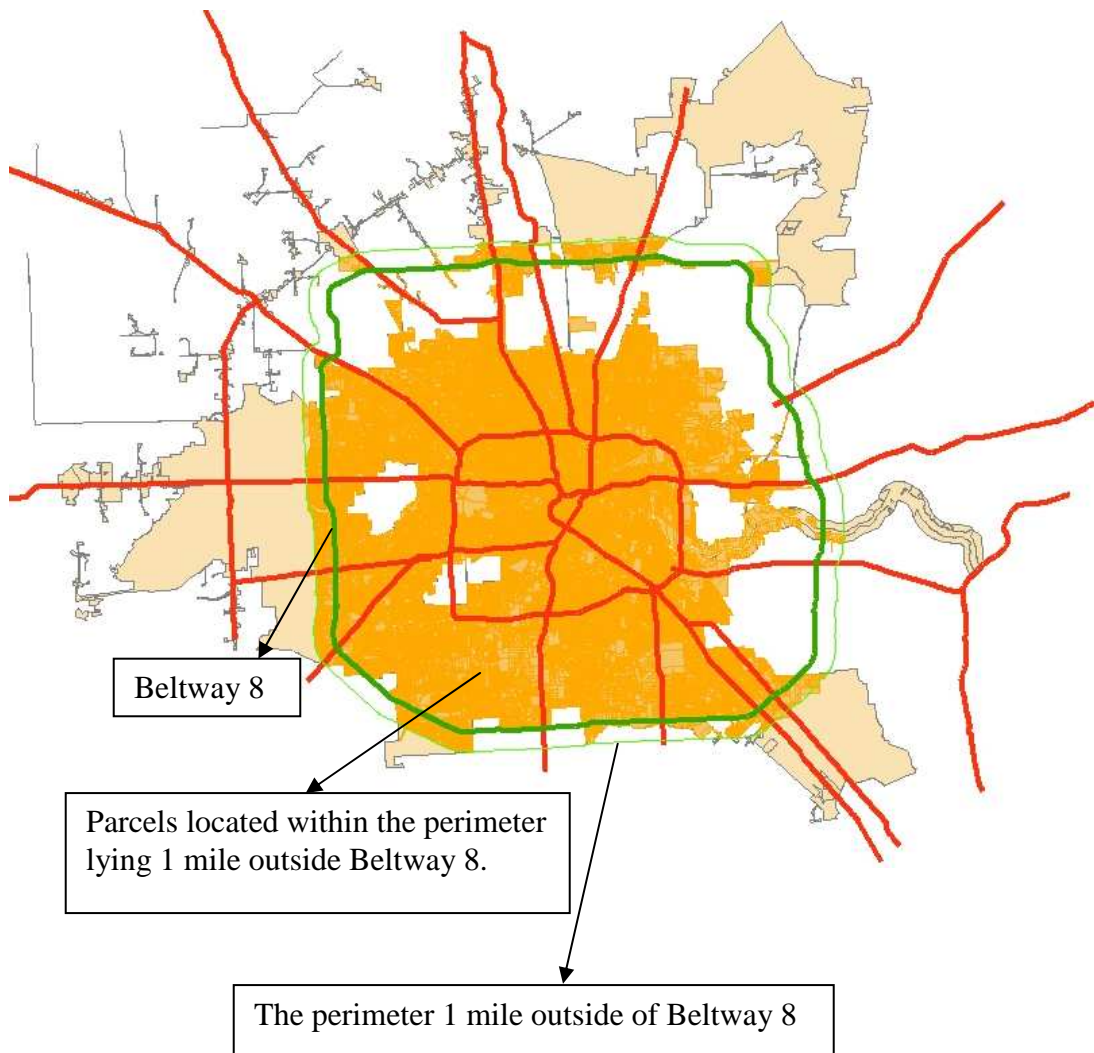 Beltway 8
Parcels located within the perimeter
lying 1 mile outside Beltway 8.
The perimeter 1 mile outside of Beltway 8